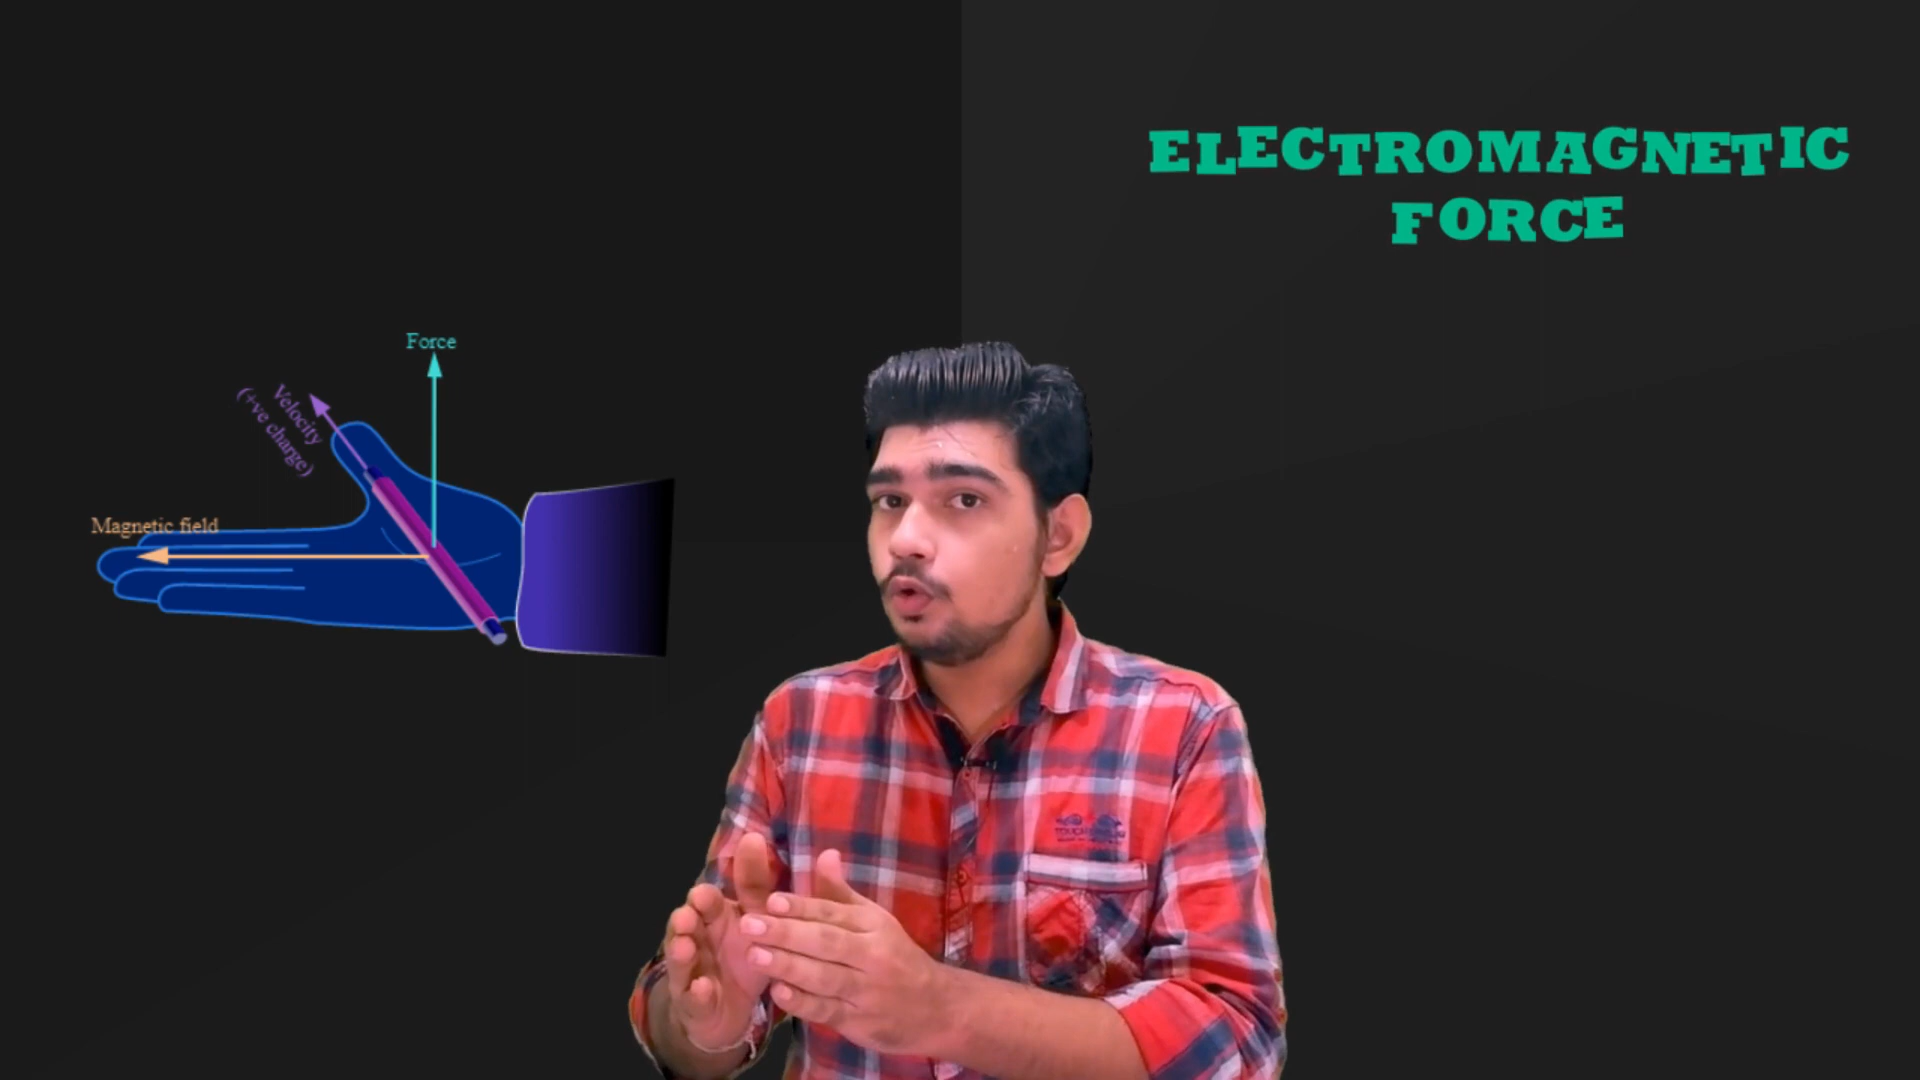 ELECTROMAGNETIC
FORCE
Force
Velocity
(+ve charge)
Magnetic field